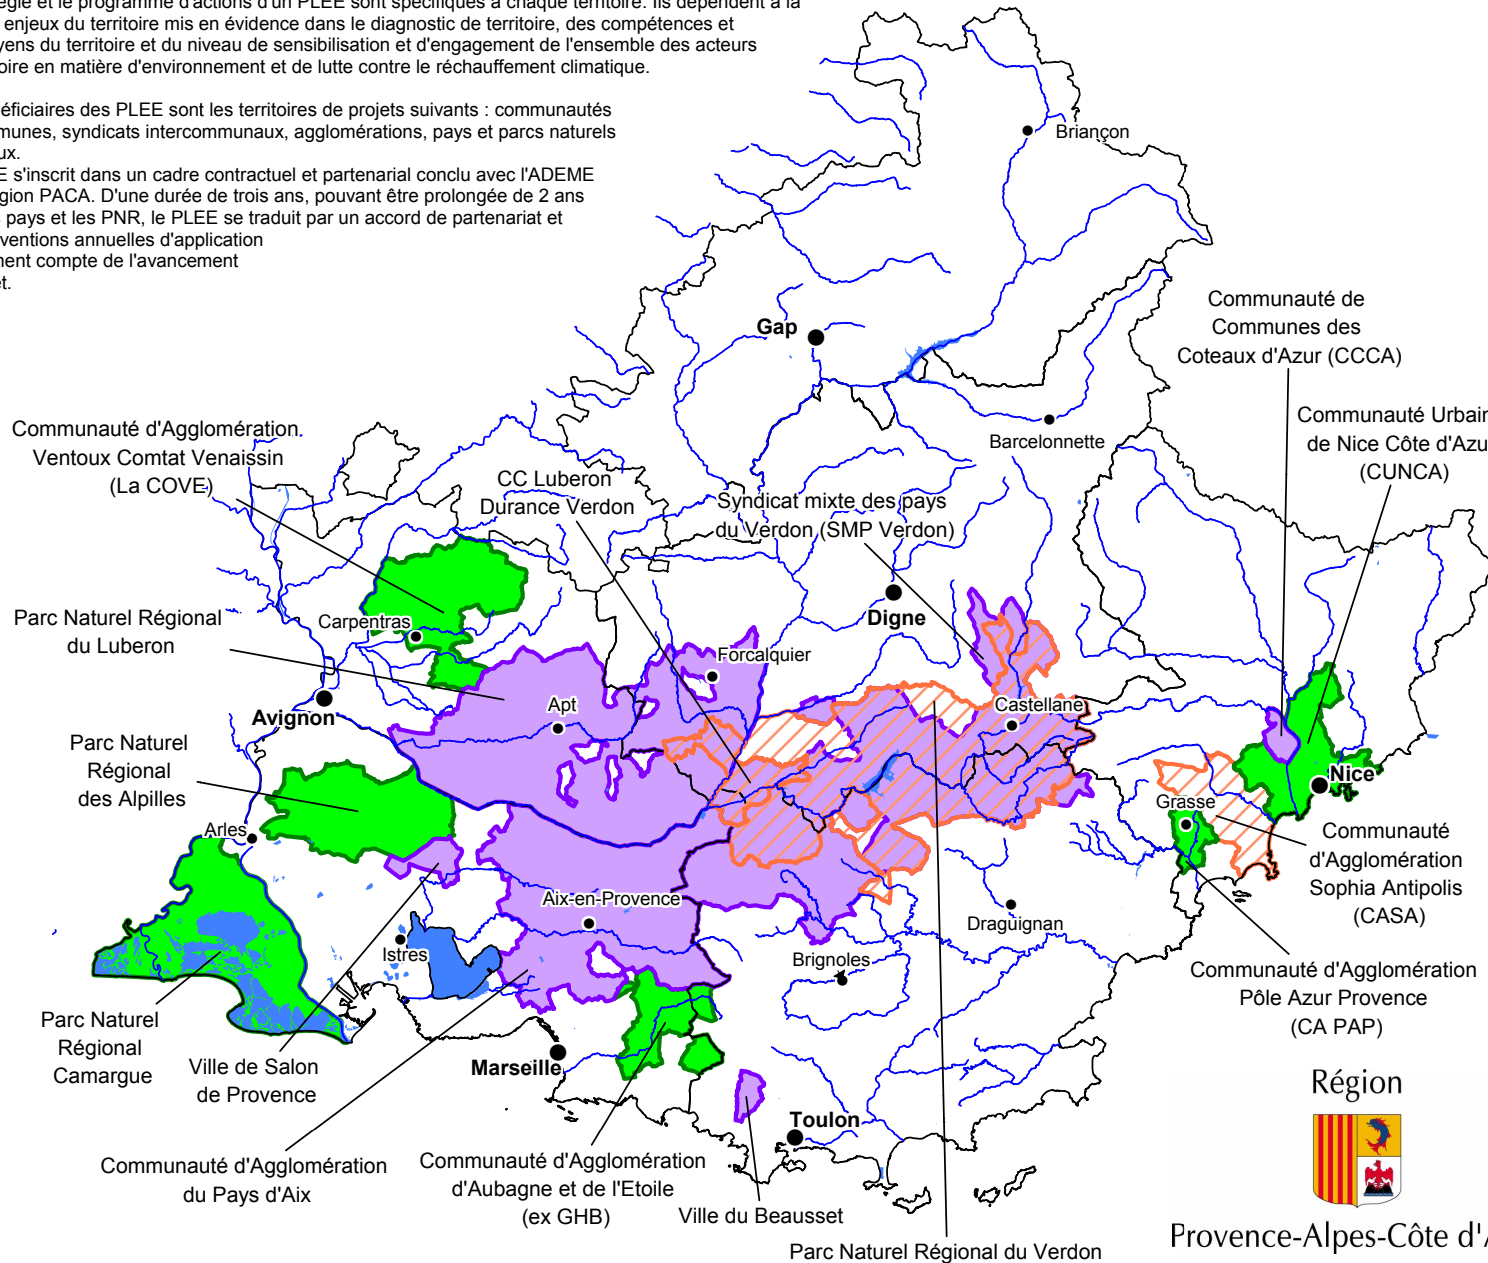 égie et le programme d'actions d'un PLEE sont spécifiques à chaque territoire. Ils dépendent à la
enjeux du territoire mis en évidence dans le diagnostic de territoire, des compétences et
yens du territoire et du niveau de sensibilisation et d'engagement de l'ensemble des acteurs
oire en matière d'environnement et de lutte contre le réchauffement climatique.
éficiaires des PLEE sont les territoires de projets suivants : communautés
munes, syndicats intercommunaux, agglomérations, pays et parcs naturels
ux.
E s'inscrit dans un cadre contractuel et partenarial conclu avec l'ADEME
égion PACA. D'une durée de trois ans, pouvant être prolongée de 2 ans
s pays et les PNR, le PLEE se traduit par un accord de partenariat et
ventions annuelles d'application
nent compte de l'avancement
et.
Briançon
Gap
Communauté de
Communes des
Coteaux d'Azur (CCCA)
Barcelonnette
Communauté Urbain
de Nice Côte d'Azu
(CUNCA)
Communauté d'Agglomération
Ventoux Comtat Venaissin
(La COVE)
CC Luberon
Durance Verdon
Syndicat mixte des pays
du Verdon (SMP Verdon)
Digne
Carpentras
Parc Naturel Régional
du Luberon
Forcalquier
Avignon
Apt
Castellane
Parc Naturel
Régional
des Alpilles
Nice
Grasse
Arles
Communauté
d'Agglomération
Sophia Antipolis
(CASA)
Aix-en-Provence
Draguignan
Istres
Brignoles
Communauté d'Agglomération
Pôle Azur Provence
(CA PAP)
Parc Naturel
Régional
Camargue
Ville de Salon
de Provence
Marseille
Toulon
Région
Communauté d'Agglomération
du Pays d'Aix
Communauté d'Agglomération
d'Aubagne et de l'Etoile
(ex GHB)
Ville du Beausset
Parc Naturel Régional du Verdon
Provence-Alpes-Côte d'A